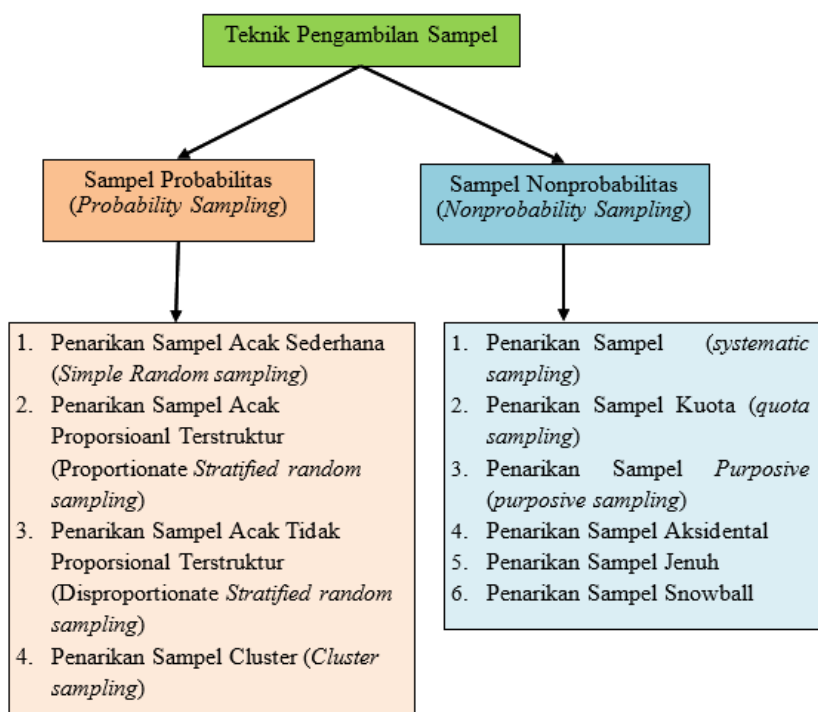 Teknik Pengambilan Sampel
Sampel Probabilitas
(Probability Sampling)
Sampel Nonprobabilitas
(Nonprobability Sampling)
1. Penarikan Sampel Acak Sederhana
(Simple Random sampling)
2. Penarikan Sampel Acak
Proporsioanl Terstruktur
(Proportionate Stratified random
sampling)
3. Penarikan Sampel Acak Tidak
Proporsional Terstruktur
(Disproportionate Stratified random
sampling)
4. Penarikan Sampel Cluster (Cluster
sampling)
1. Penarikan Sampel (systematic
sampling)
2. Penarikan Sampel Kuota (quota
sampling)
3. Penarikan Sampel Purposive
(purposive sampling)
4. Penarikan Sampel Aksidental
5. Penarikan Sampel Jenuh
6. Penarikan Sampel Snowball